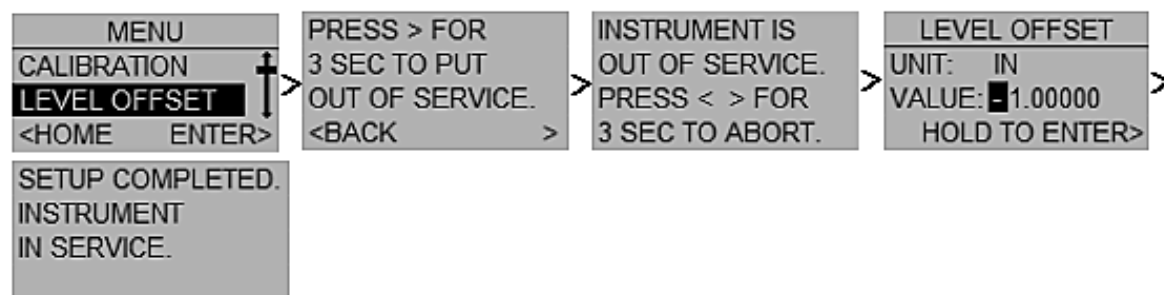 MENU
CALIBRATION
LEVEL OFFSET
<HOME ENTER>
>
PRESS > FOR
3 SEC TO PUT
OUT OF SERVICE.
<BACK >
>
INSTRUMENT IS
OUT OF SERVICE.
PRESS < > FOR
3 SEC TO ABORT.
>
LEVEL OFFSET
UNIT: IN
VALUE: -1.00000
HOLD TO ENTER>
>
SETUP COMPLETED.
INSTRUMENT
IN SERVICE.